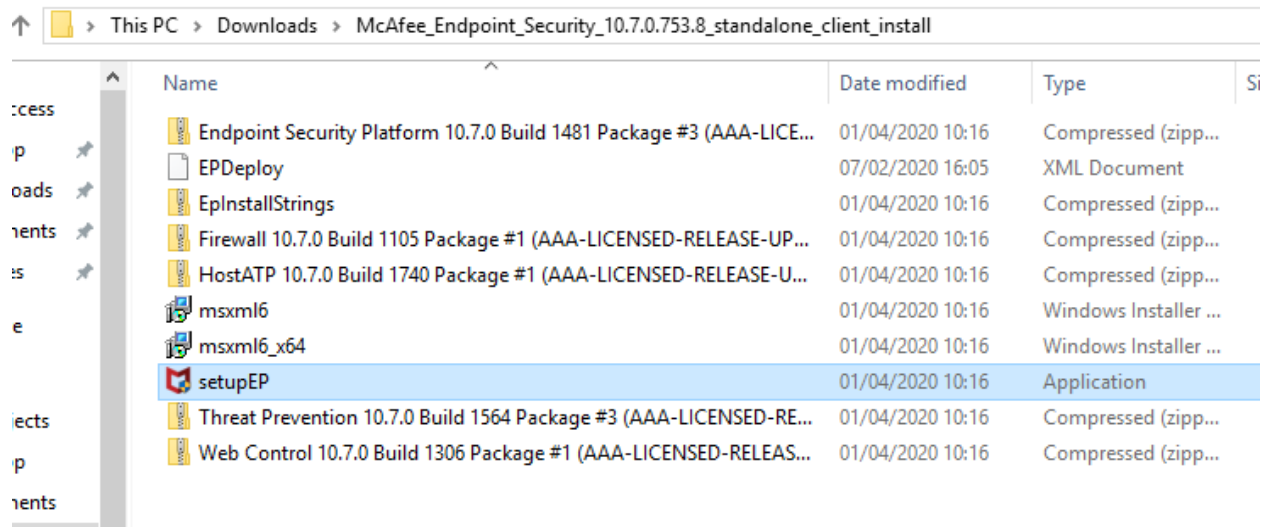 This PC > Downloads > McAfee_Endpoint_Security_10.7.0.753.8_standalone_client_install
Name Date modified Type Si
ccess
Endpoint Security Platform 10.7.0 Build 1481 Package #3 (AAA-LICE... 01/04/2020 10:16 Compressed (zipp...
op
EPDeploy 07/02/2020 16:05 XML Document
oads
EpInstallStrings 01/04/2020 10:16 Compressed (zipp...
nents
Firewall 10.7.0 Build 1105 Package #1 (AAA-LICENSED-RELEASE-UP... 01/04/2020 10:16 Compressed (zipp...
es
HostATP 10.7.0 Build 1740 Package #1 (AAA-LICENSED-RELEASE-U... 01/04/2020 10:16 Compressed (zipp...
msxml6 01/04/2020 10:16 Windows Installer ...
e
msxml6_x64 01/04/2020 10:16 Windows Installer ...
setupEP 01/04/2020 10:16 Application
jects
Threat Prevention 10.7.0 Build 1564 Package #3 (AAA-LICENSED-RE... 01/04/2020 10:16 Compressed (zipp...
op
Web Control 10.7.0 Build 1306 Package #1 (AAA-LICENSED-RELEAS... 01/04/2020 10:16 Compressed (zipp...
nents